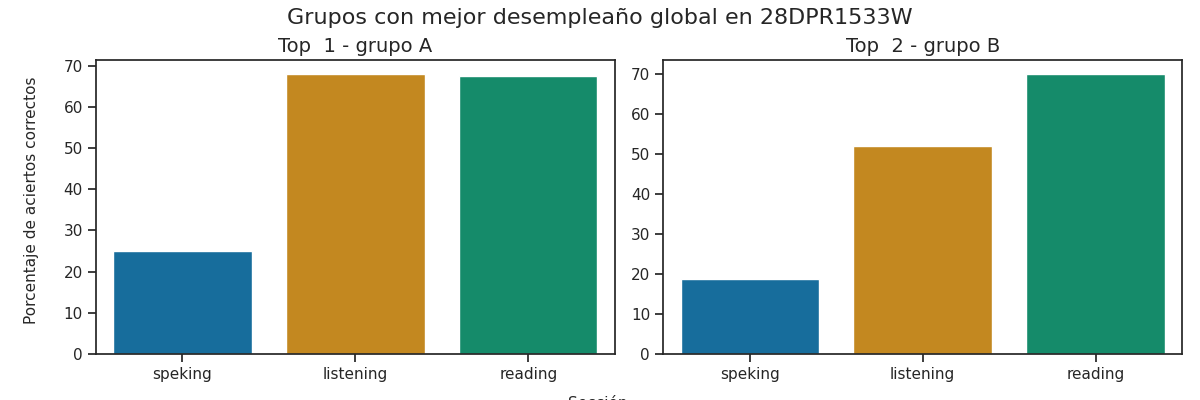 Grupos con mejor desempleaño global en 28DPR1533W
Top 1 - grupo A
Porcentaje de aciertos correctos
70
60
50
40
30
20
10
0
speking listening reading
Top 2 - grupo B
70
60
50
40
30
20
10
0
speking listening reading
Sección